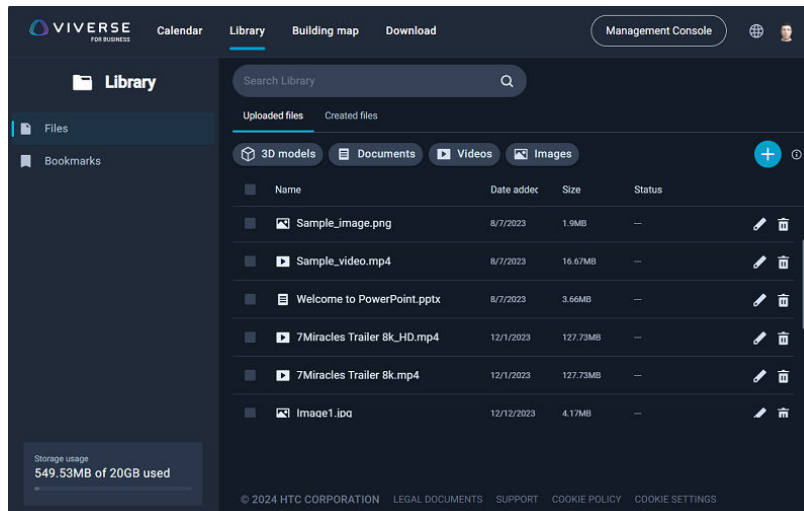 VIVERSE
FOR BUSINESS
Calendar
Library
Building map
Download
Management Console
Library
Files
Bookmarks
Search Library
Uploaded files
Created files
3D models
Documents
Videos
Images
Name Date added Size Status
Sample_image.png 8/7/2023 1.9MB —
Sample_video.mp4 8/7/2023 16.67MB —
Welcome to PowerPoint.pptx 8/7/2023 3.66MB —
7Miracles Trailer 8k_HD.mp4 12/1/2023 127.73MB —
7Miracles Trailer 8k.mp4 12/1/2023 127.73MB —
Image1.jpg 12/12/2023 4.17MB —
Storage usage
549.53MB of 20GB used
© 2024 HTC CORPORATION LEGAL DOCUMENTS SUPPORT COOKIE POLICY COOKIE SETTINGS